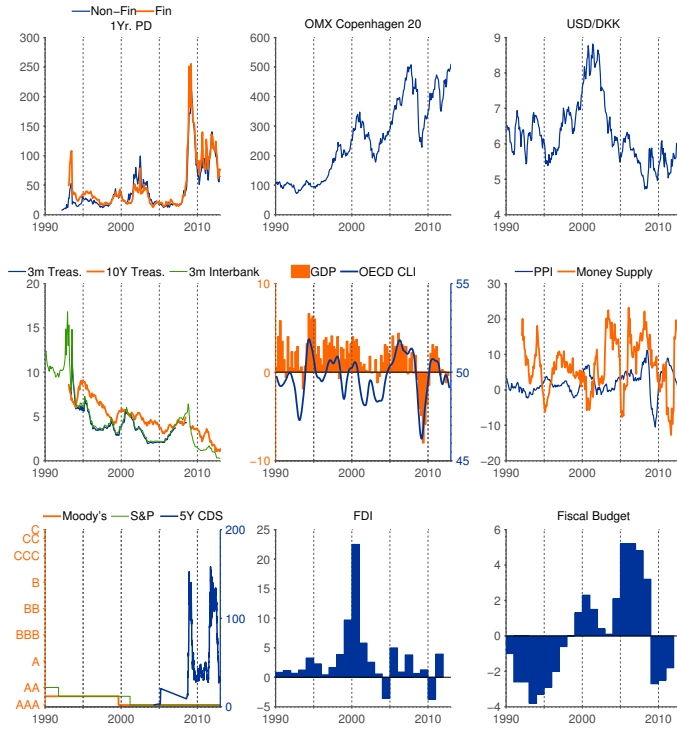 Non-Fin Fin
1Yr. PD
300
250
200
150
100
50
0
1990 2000 2010
OMX Copenhagen 20
600
500
400
300
200
100
0
1990 2000 2010
USD/DKK
9
8
7
6
5
4
1990 2000 2010
3m Treas. 10Y Treas. 3m Interbank
20
15
10
5
0
1990 2000 2010
GDP OECD CLI
10 55
0 50
−10 45
1990 2000 2010
PPI Money Supply
30
20
10
0
−10
−20
1990 2000 2010
Moody's S&P 5Y CDS
C 200
CC
CCC
B
BB 100
BBB
A
AA
AAA 0
1990 2000 2010
FDI
25
20
15
10
5
0
−5
1990 2000 2010
Fiscal Budget
6
4
2
0
−2
−4
1990 2000 2010